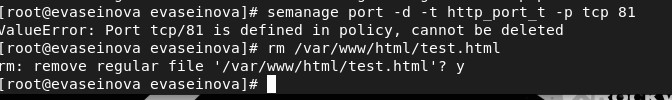 [root@evaseinova evaseinova]# semanage port -d -t http_port_t -p tcp 81
ValueError: Port tcp/81 is defined in policy, cannot be deleted
[root@evaseinova evaseinova]# rm /var/www/html/test.html
rm: remove regular file '/var/www/html/test.html'? y
[root@evaseinova evaseinova]#